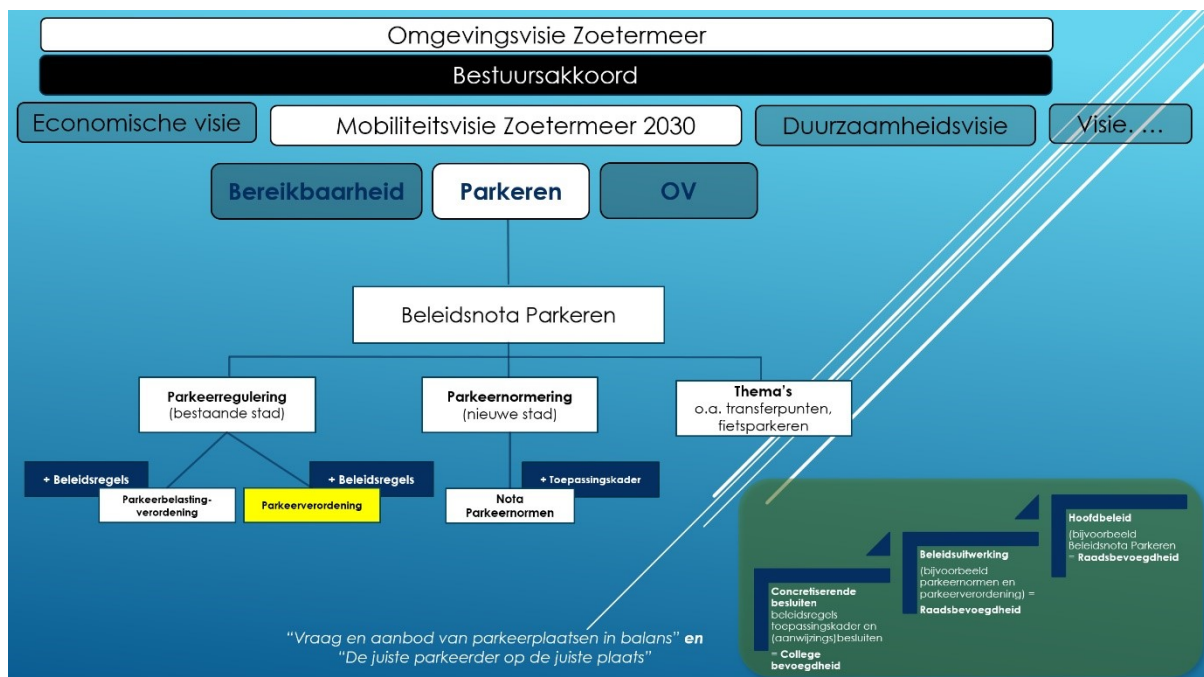 Omgevingsvisie Zoetermeer
Bestuursakkoord
Economische visie
Mobiliteitsvisie Zoetermeer 2030
Duurzaamheidsvisie
Visie. ...
Bereikbaarheid
Parkeren
OV
Beleidsnota Parkeren
Parkeerregulering
(bestaande stad)
Parkeernormering
(nieuwe stad)
Thema's
o.a. transferpunten,
fietsparkeren
+ Beleidsregels
Parkeerbelasting-
verordening
+ Beleidsregels
Parkeerverordening
+ Toepassingskader
Nota
Parkeernormen
Concretiserende
besluiten
beleidsregels
toepassingskader en
(aanwijzings)besluiten
= College
bevoegdheid
Beleidsuitwerking
(bijvoorbeeld
parkeernormen en
parkeerverordening) =
Raadsbevoegdheid
Hoofdbeleid
(bijvoorbeeld
Beleidsnota Parkeren
= Raadsbevoegdheid
"Vraag en aanbod van parkeerplaatsen in balans" en
"De juiste parkeerder op de juiste plaats"